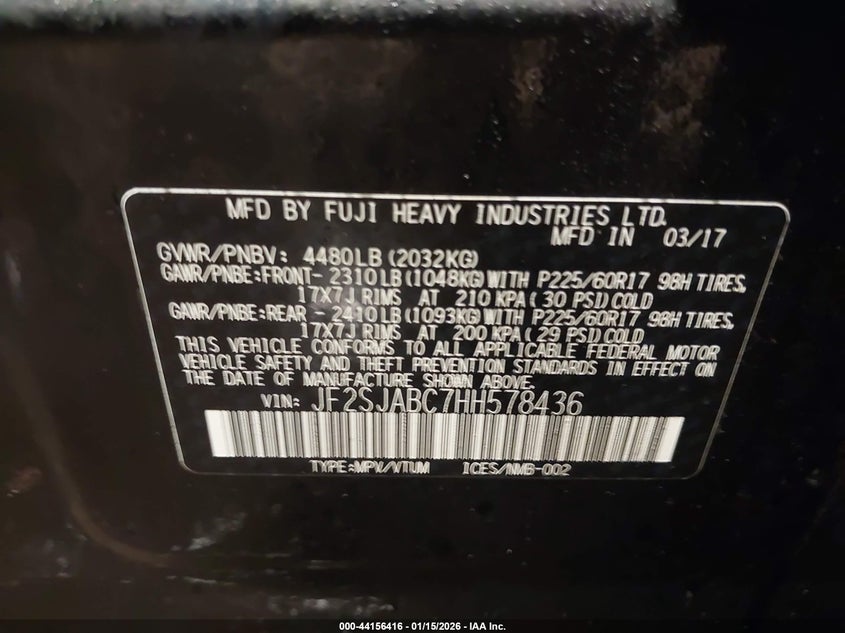 MFD BY FUJI HEAVY INDUSTRIES LTD.
MFD IN 03/17
GVWR/PNBV: 4480LB (2032KG)
GAWR/PNBE:FRONT- 2310LB(1048KG)WITH P225/60R17 98H TIRES,
17X7J RIMS AT 210 KPA( 30 PSI)COLD
GAWR/PNBE:REAR - 2410LB(1093KG)WITH P225/60R17 98H TIRES,
17X7J RIMS AT 200 KPA( 29 PSI)COLD
THIS VEHICLE CONFORMS TO ALL APPLICABLE FEDERAL MOTOR
VEHICLE SAFETY AND THEFT PREVENTION STANDARDS IN EFFECT ON
THE DATE OF MANUFACTURE SHOWN ABOVE.
VIN: JF2SJABC7HH578436
TYPE:MPV/VTUM ICES/NMB-002
000-44156416 - 01/15/2026 - IAA Inc.